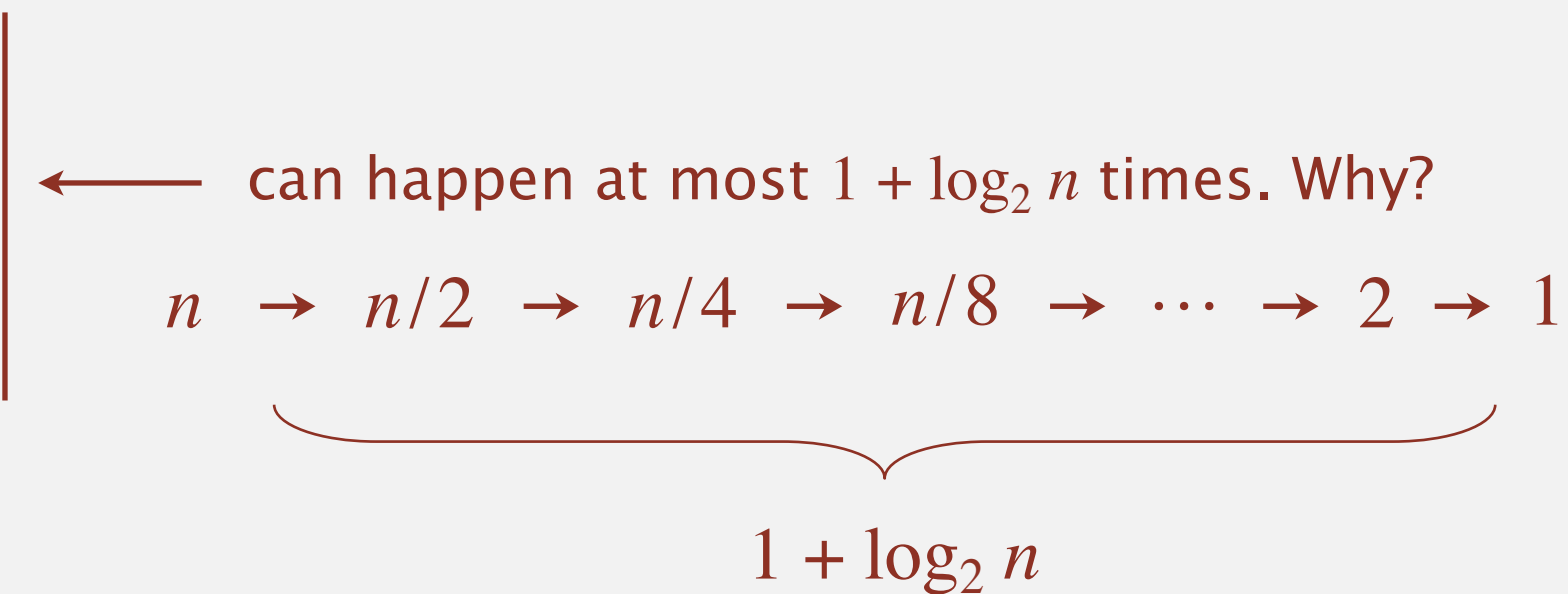 can happen at most 1 + log₂ n times. Why?
n → n/2 → n/4 → n/8 → ⋯ → 2 → 1
1 + log₂ n